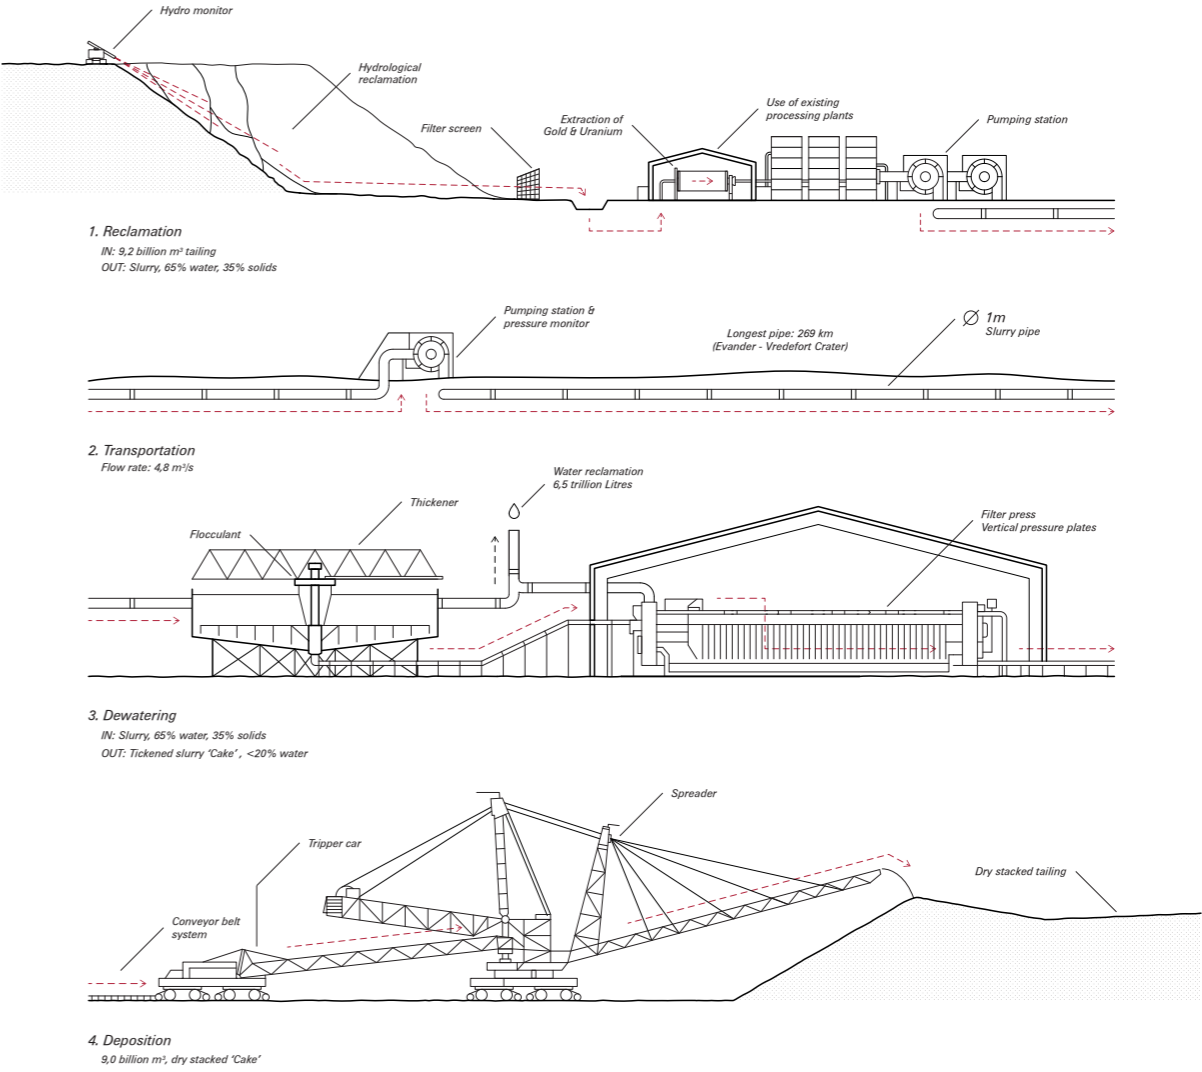 Hydro monitor
Hydrological
reclamation
Filter screen
Extraction of
Gold & Uranium
Use of existing
processing plants
Pumping station
1. Reclamation
IN: 9,2 billion m³ tailing
OUT: Slurry, 65% water, 35% solids
Pumping station &
pressure monitor
Longest pipe: 269 km
(Evander - Vredefort Crater)
1m
Slurry pipe
2. Transportation
Flow rate: 4,8 m³/s
Water reclamation
6,5 trillion Litres
Thickener
Flocculant
Filter press
Vertical pressure plates
3. Dewatering
IN: Slurry, 65% water, 35% solids
OUT: Tickened slurry ‘Cake’ , <20% water
Spreader
Tripper car
Conveyor belt
system
Dry stacked tailing
4. Deposition
9,0 billion m³, dry stacked ‘Cake’